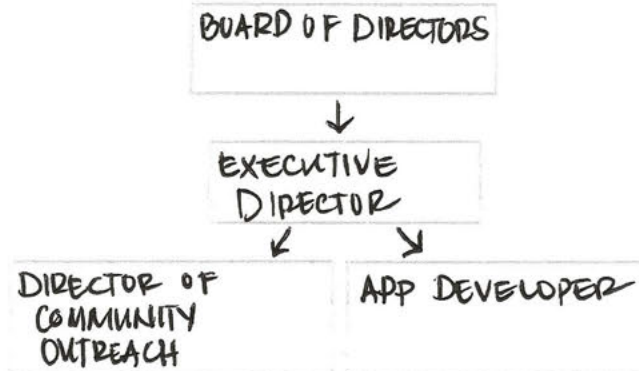 BOARD OF DIRECTORS
EXECUTIVE
DIRECTOR
DIRECTOR OF
COMMUNITY
OUTREACH
APP DEVELOPER